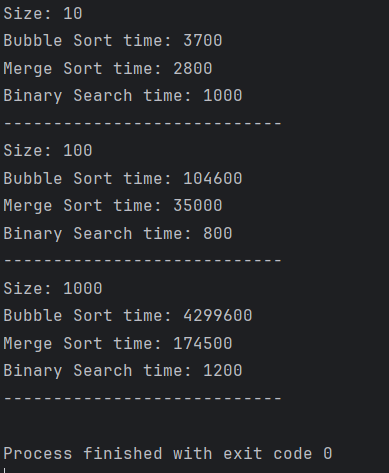 Size: 10
Bubble Sort time: 3700
Merge Sort time: 2800
Binary Search time: 1000
----------------------------
Size: 100
Bubble Sort time: 104600
Merge Sort time: 35000
Binary Search time: 800
----------------------------
Size: 1000
Bubble Sort time: 4299600
Merge Sort time: 174500
Binary Search time: 1200
----------------------------
Process finished with exit code 0